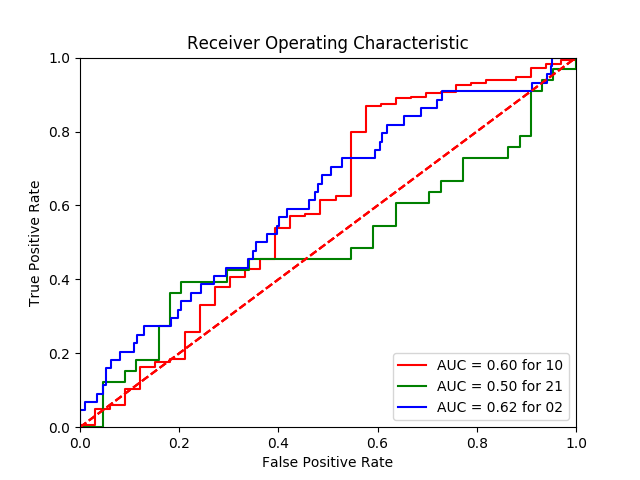 Receiver Operating Characteristic
True Positive Rate
1.0
0.8
0.6
0.4
0.2
0.0
AUC = 0.60 for 10
AUC = 0.50 for 21
AUC = 0.62 for 02
0.0 0.2 0.4 0.6 0.8 1.0
False Positive Rate